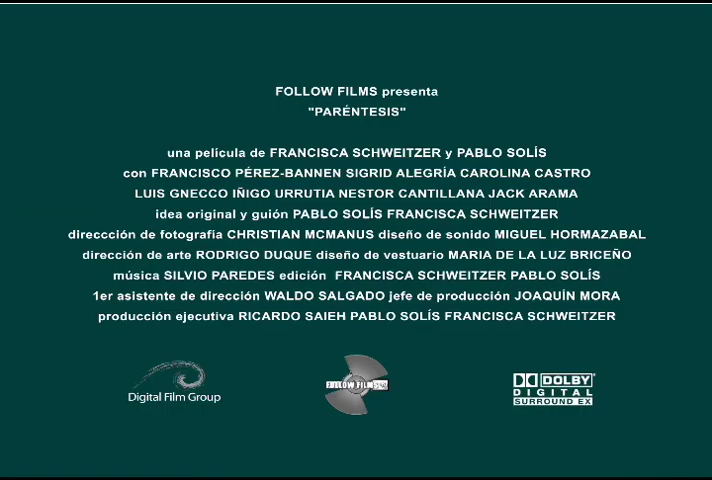 FOLLOW FILMS presenta
"PARÉNTESIS"
una película de FRANCISCA SCHWEITZER y PABLO SOLÍS
con FRANCISCO PÉREZ-BANNEN SIGRID ALEGRÍA CAROLINA CASTRO
LUIS GNECCO IÑIGO URRUTIA NESTOR CANTILLANA JACK ARAMA
idea original y guión PABLO SOLÍS FRANCISCA SCHWEITZER
direccción de fotografía CHRISTIAN MCMANUS diseño de sonido MIGUEL HORMAZABAL
dirección de arte RODRIGO DUQUE diseño de vestuario MARIA DE LA LUZ BRICEÑO
música SILVIO PAREDES edición FRANCISCA SCHWEITZER PABLO SOLÍS
1er asistente de dirección WALDO SALGADO jefe de producción JOAQUÍN MORA
producción ejecutiva RICARDO SAIEH PABLO SOLÍS FRANCISCA SCHWEITZER
Digital Film Group
FOLLOW FILMS
DOLBY
DIGITAL
SURROUND EX